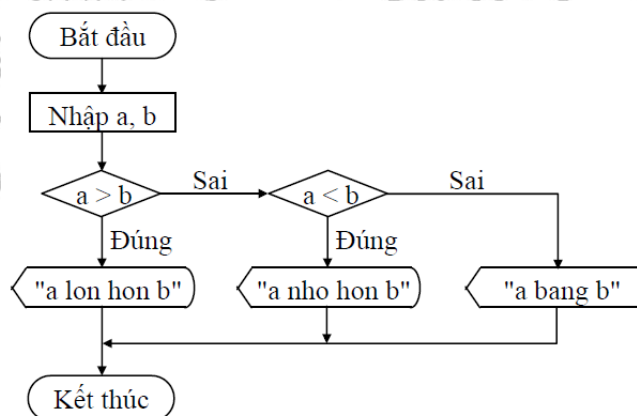 Bắt đầu
Nhập a, b
a > b
Sai
a < b
Sai
Đúng
Đúng
"a lon hon b"
"a nho hon b"
"a bang b"
Kết thúc